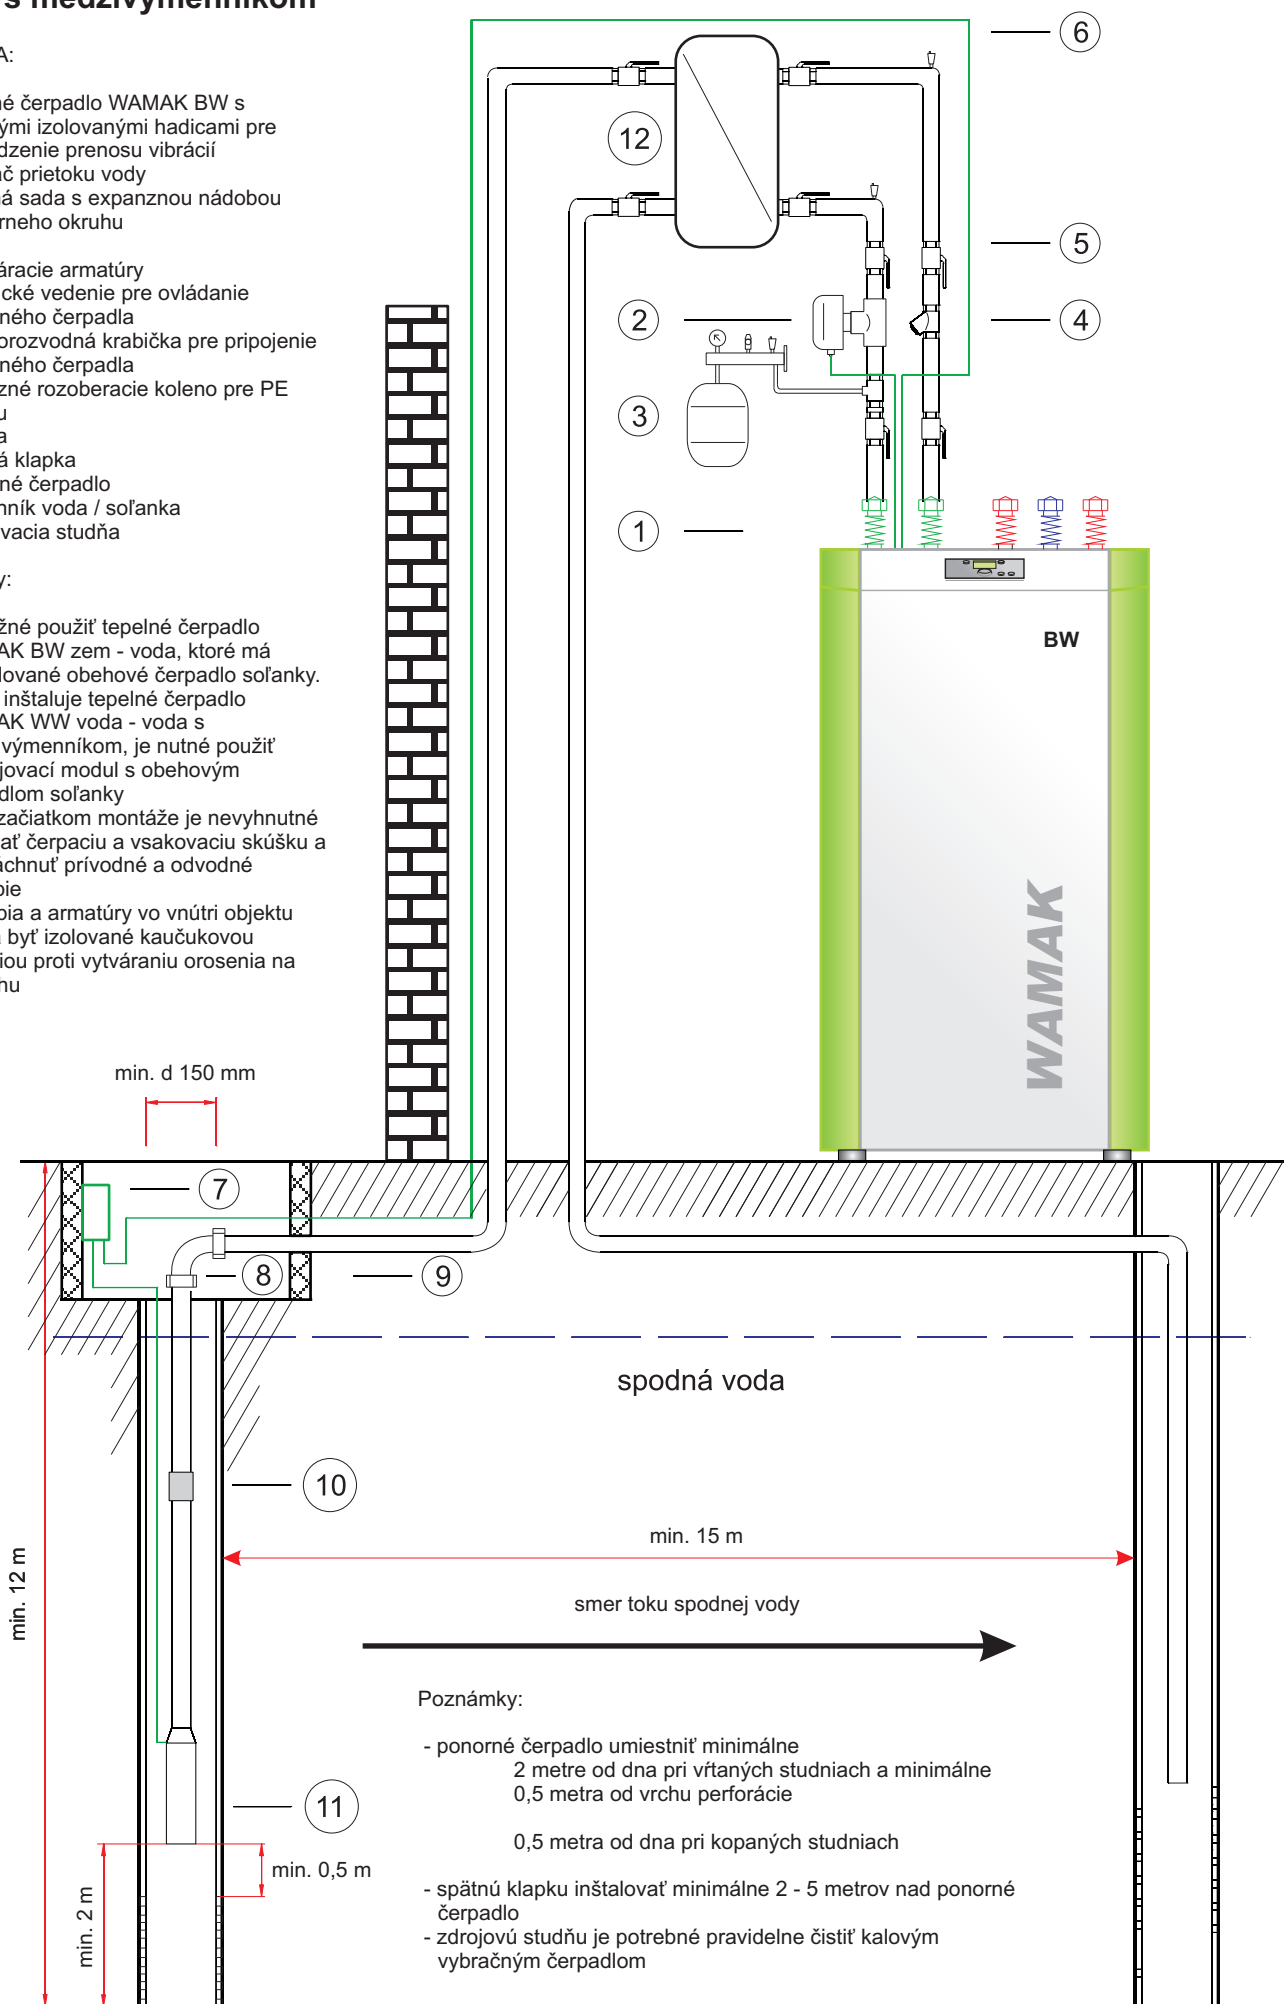 s medzivýmenníkom
A:
né čerpadlo WAMAK BW s
ými izolovanými hadicami pre
dzenie prenosu vibrácií
ač prietoku vody
ná sada s expanznou nádobou
rneho okruhu
áracie armatúry
ické vedenie pre ovládanie
ného čerpadla
orozvodná krabička pre pripojenie
ného čerpadla
zné rozoberacie koleno pre PE
u
a
á klapka
né čerpadlo
nník voda / soľanka
vacia studňa
y:
žné použiť tepelné čerpadlo
AK BW zem - voda, ktoré má
dované obehové čerpadlo soľanky.
inštaluje tepelné čerpadlo
AK WW voda - voda s
výmenníkom, je nutné použiť
jovací modul s obehovým
dlom soľanky
začiatkom montáže je nevyhnutné
ať čerpaciu a vsakovaciu skúšku a
áchnuť prívodné a odvodné
bie
bia a armatúry vo vnútri objektu
a byť izolované kaučukovou
iou proti vytváraniu orosenia na
hu
6
12
5
2
4
3
1
BW
WAMAK
min. d 150 mm
7
8
9
spodná voda
10
min. 15 m
min. 12 m
smer toku spodnej vody
Poznámky:
- ponorné čerpadlo umiestniť minimálne
2 metre od dna pri vŕtaných studniach a minimálne
0,5 metra od vrchu perforácie
11
0,5 metra od dna pri kopaných studniach
min. 0,5 m
min. 2 m
- spätnú klapku inštalovať minimálne 2 - 5 metrov nad ponorné
čerpadlo
- zdrojovú studňu je potrebné pravidelne čistiť kalovým
vybračným čerpadlom